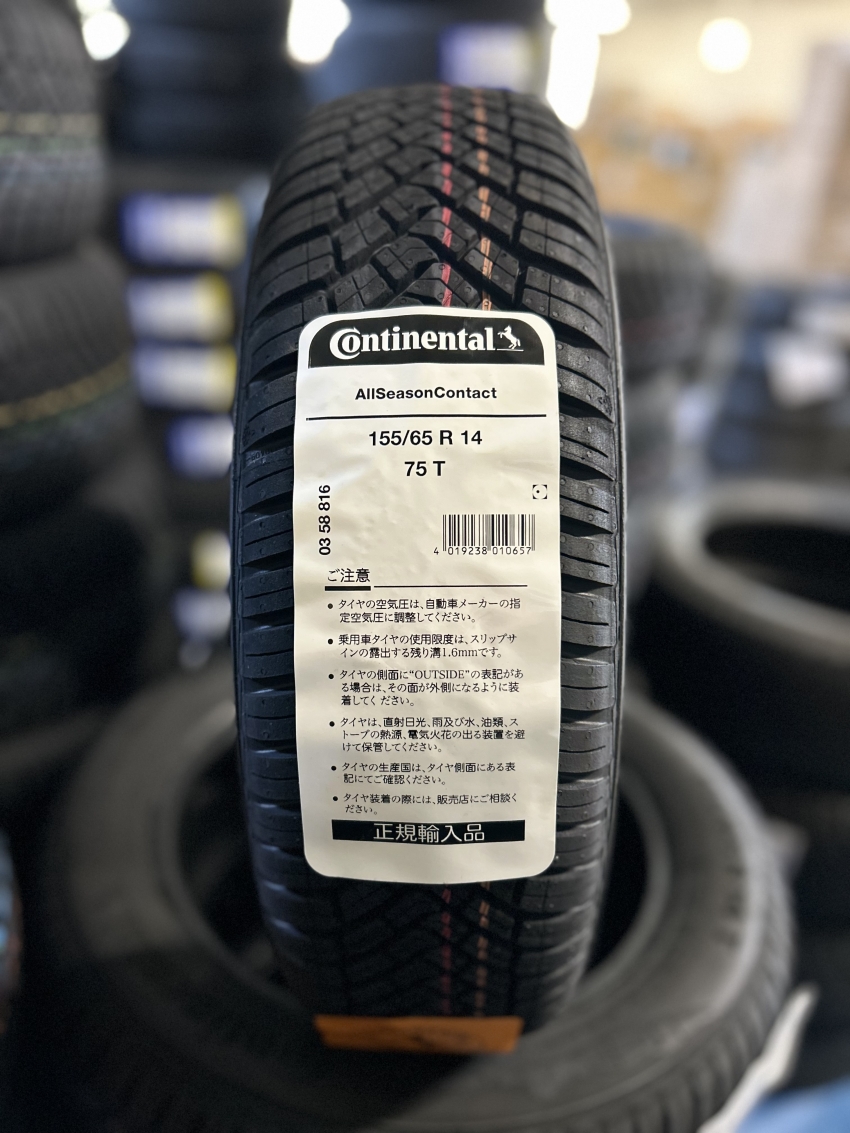 Continental
AllSeasonContact
155/65 R 14
75 T
03 58 816
4 019238 010657
ご注意
● タイヤの空気圧は、自動車メーカーの指
定空気圧に調整してください。
● 乗用車タイヤの使用限度は、スリップサ
インの露出する残り溝1.6mmです。
● タイヤの側面に“OUTSIDE”の表記があ
る場合は、その面が外側になるように装
着してください。
● タイヤは、直射日光、雨及び水、油類、ス
トーブの熱源、電気火花の出る装置を避
けて保管してください。
● タイヤの生産国は、タイヤ側面にある表
記にてご確認ください。
● タイヤ装着の際には、販売店にご相談く
ださい。
正規輸入品